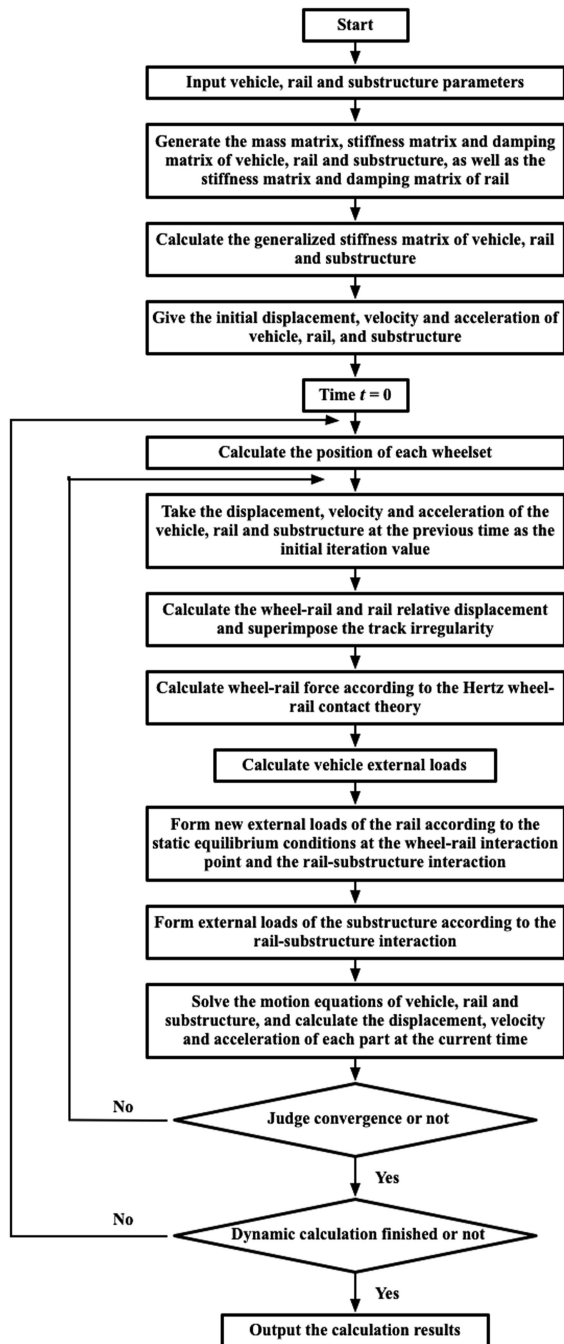 Start
Input vehicle, rail and substructure parameters
Generate the mass matrix, stiffness matrix and damping
matrix of vehicle, rail and substructure, as well as the
stiffness matrix and damping matrix of rail
Calculate the generalized stiffness matrix of vehicle, rail
and substructure
Give the initial displacement, velocity and acceleration of
vehicle, rail, and substructure
Time t = 0
Calculate the position of each wheelset
Take the displacement, velocity and acceleration of the
vehicle, rail and substructure at the previous time as the
initial iteration value
Calculate the wheel-rail and rail relative displacement
and superimpose the track irregularity
Calculate wheel-rail force according to the Hertz wheel-
rail contact theory
Calculate vehicle external loads
Form new external loads of the rail according to the
static equilibrium conditions at the wheel-rail interaction
point and the rail-substructure interaction
Form external loads of the substructure according to the
rail-substructure interaction
Solve the motion equations of vehicle, rail and
substructure, and calculate the displacement, velocity
and acceleration of each part at the current time
No
Judge convergence or not
Yes
No
Dynamic calculation finished or not
Yes
Output the calculation results